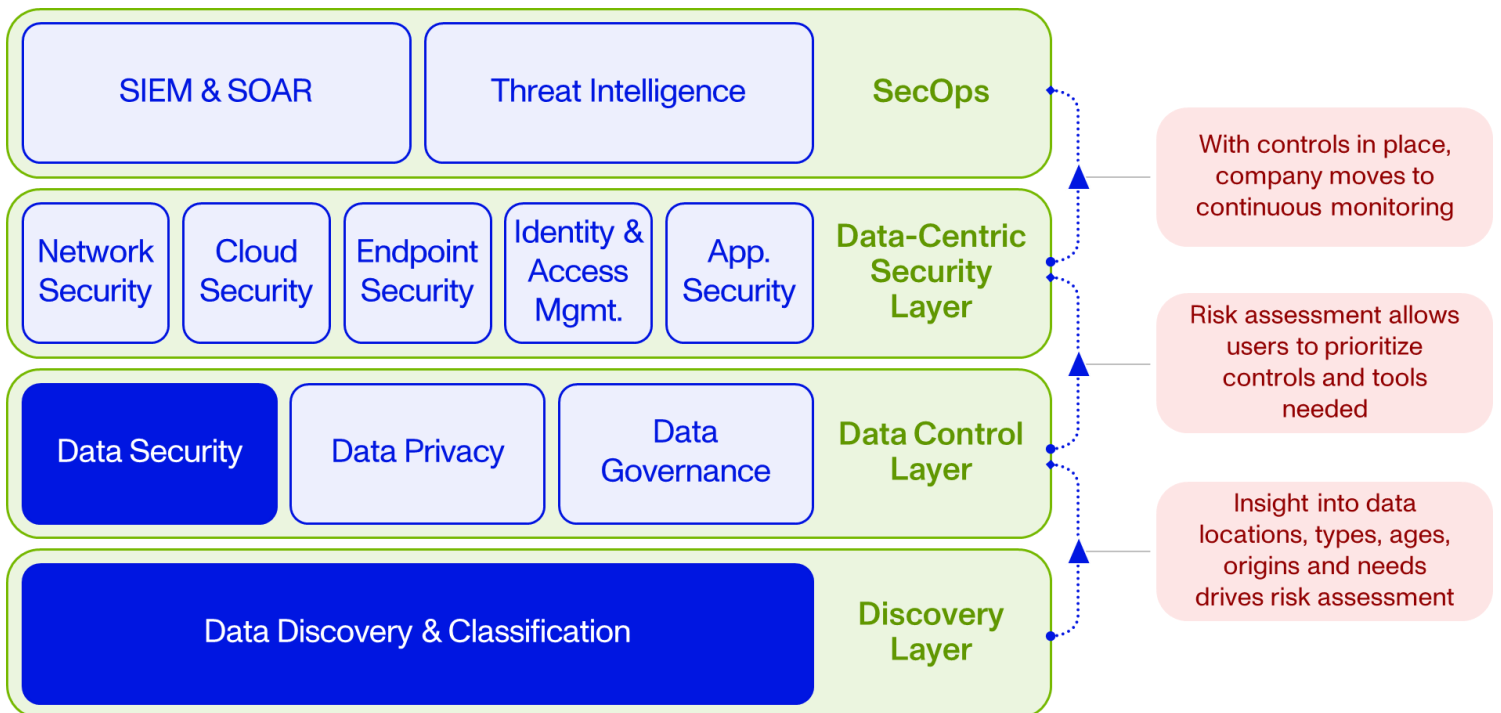 SIEM & SOAR
Threat Intelligence
SecOps
With controls in place,
company moves to
continuous monitoring
Network
Security
Cloud
Security
Endpoint
Security
Identity &
Access
Mgmt.
App.
Security
Data-Centric
Security
Layer
Risk assessment allows
users to prioritize
controls and tools
needed
Data Security
Data Privacy
Data
Governance
Data Control
Layer
Insight into data
locations, types, ages,
origins and needs
drives risk assessment
Data Discovery & Classification
Discovery
Layer